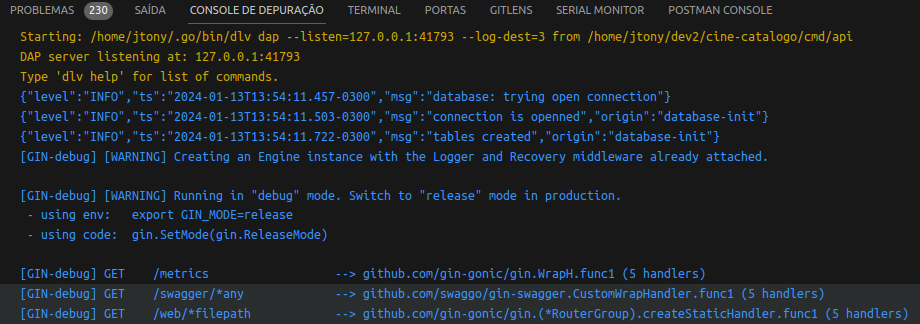 PROBLEMAS 230 SAÍDA CONSOLE DE DEPURAÇÃO TERMINAL PORTAS GITLENS SERIAL MONITOR POSTMAN CONSOLE
Starting: /home/jtony/.go/bin/dlv dap --listen=127.0.0.1:41793 --log-dest=3 from /home/jtony/dev2/cine-catalogo/cmd/api
DAP server listening at: 127.0.0.1:41793
Type 'dlv help' for list of commands.
{"level":"INFO","ts":"2024-01-13T13:54:11.457-0300","msg":"database: trying open connection"}
{"level":"INFO","ts":"2024-01-13T13:54:11.503-0300","msg":"connection is openned","origin":"database-init"}
{"level":"INFO","ts":"2024-01-13T13:54:11.722-0300","msg":"tables created","origin":"database-init"}
[GIN-debug] [WARNING] Creating an Engine instance with the Logger and Recovery middleware already attached.
[GIN-debug] [WARNING] Running in "debug" mode. Switch to "release" mode in production.
- using env: export GIN_MODE=release
- using code: gin.SetMode(gin.ReleaseMode)
[GIN-debug] GET /metrics --> github.com/gin-gonic/gin.WrapH.func1 (5 handlers)
[GIN-debug] GET /swagger/*any --> github.com/swaggo/gin-swagger.CustomWrapHandler.func1 (5 handlers)
[GIN-debug] GET /web/*filepath --> github.com/gin-gonic/gin.(*RouterGroup).createStaticHandler.func1 (5 handlers)